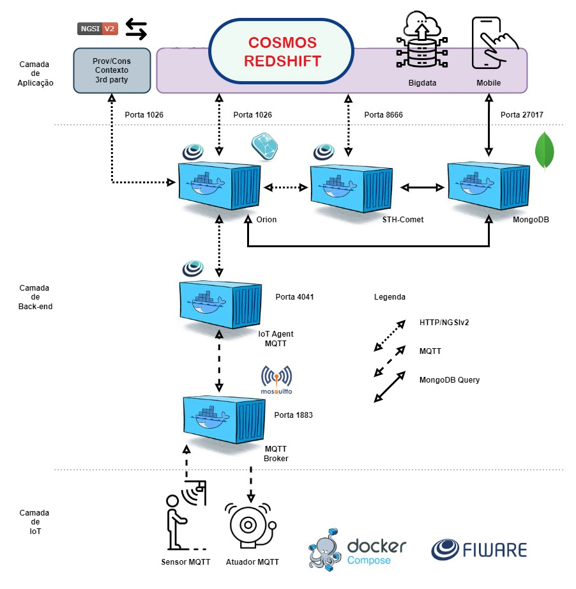 NGSI V2
COSMOS
REDSHIFT
Camada
de
Aplicação
Prov/Cons
Contexto
3rd party
Bigdata
Mobile
Porta 1026
Porta 1026
Porta 8666
Porta 27017
Orion
STH-Comet
MongoDB
Camada
de
Back-end
Porta 4041
IoT Agent
MQTT
Legenda
HTTP/NGSIv2
MQTT
MongoDB Query
mosquitto
Porta 1883
MQTT
Broker
Camada
de
IoT
Sensor MQTT
Atuador MQTT
docker
Compose
FIWARE